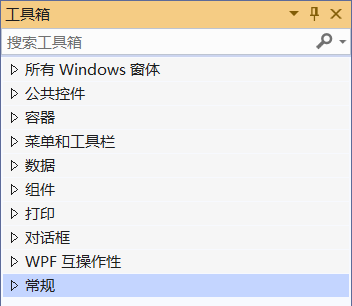 工具箱
搜索工具箱
所有 Windows 窗体
公共控件
容器
菜单和工具栏
数据
组件
打印
对话框
WPF 互操作性
常规